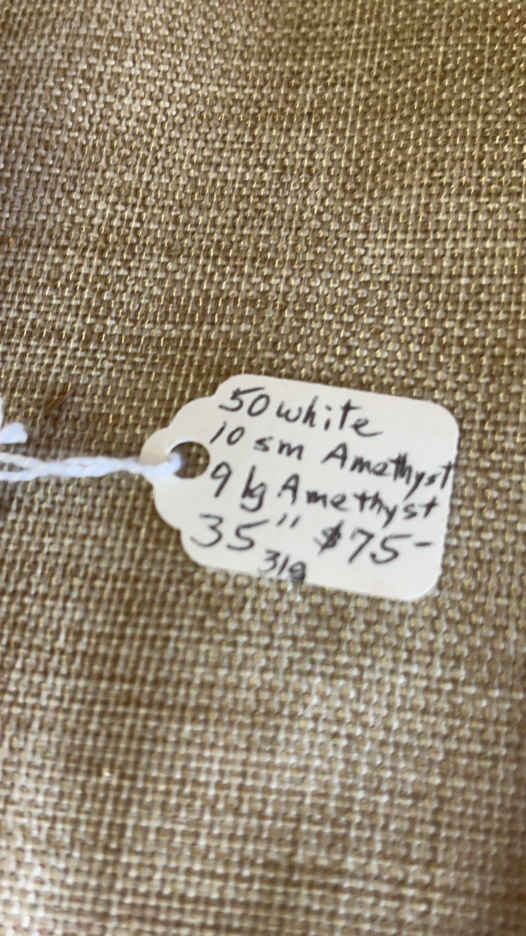 50 white
10 sm Amethyst
9 lg Amethyst
35" $75-
31g